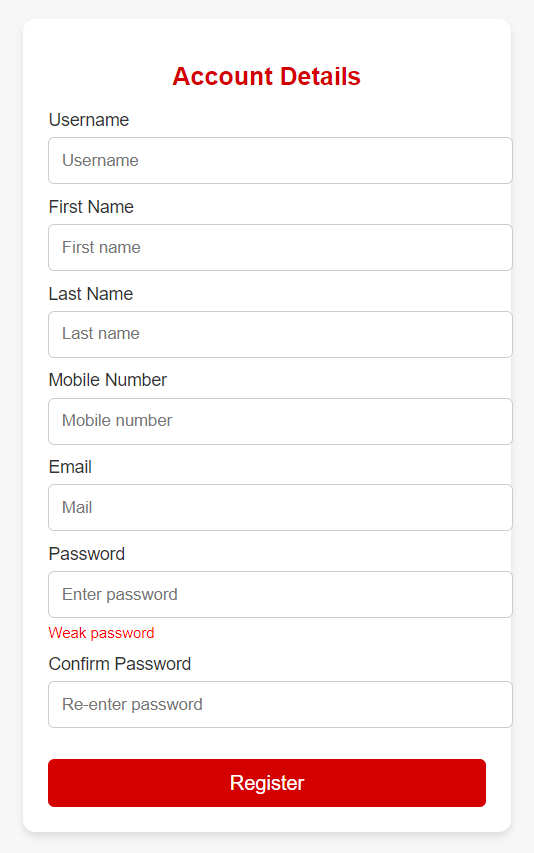 Account Details
Username
Username
First Name
First name
Last Name
Last name
Mobile Number
Mobile number
Email
Mail
Password
Enter password
Weak password
Confirm Password
Re-enter password
Register